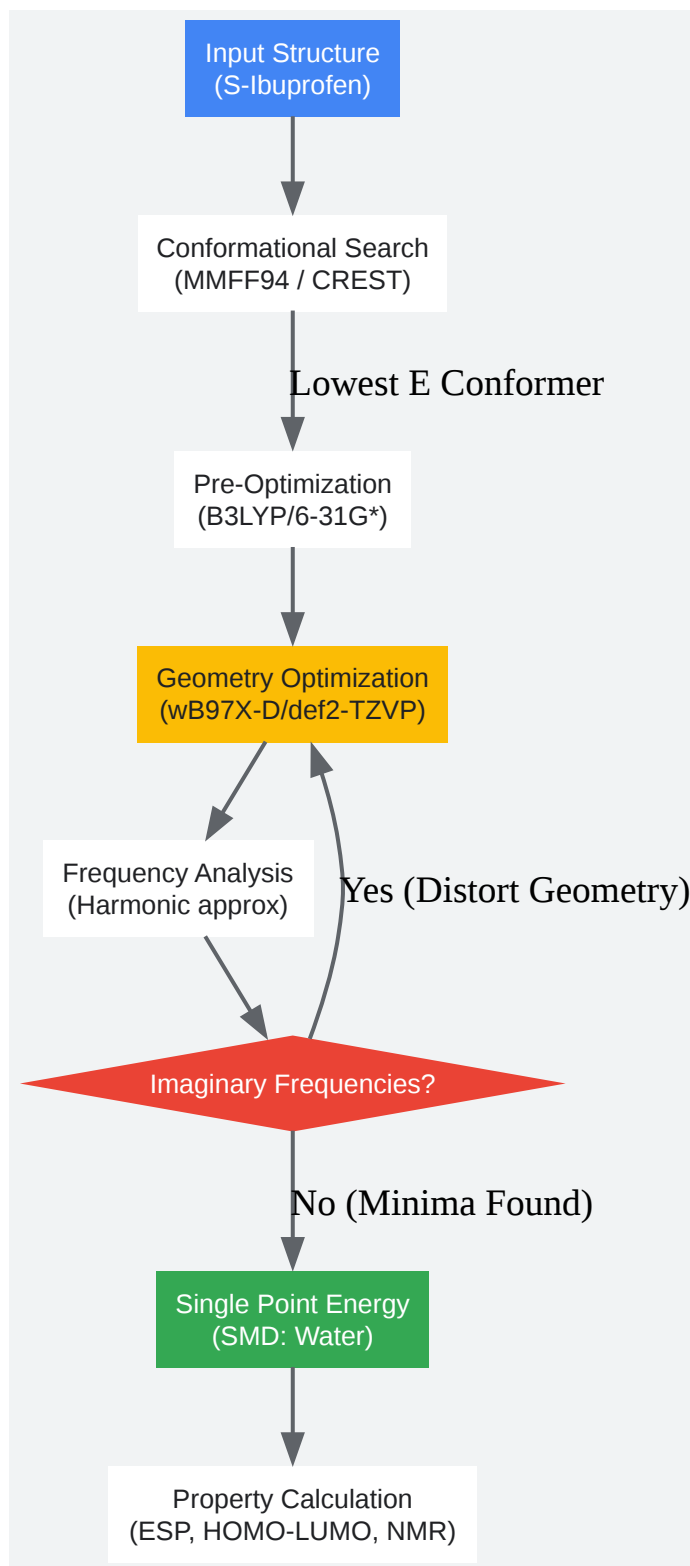 Input Structure
(S-Ibuprofen)
Conformational Search
(MMFF94 / CREST)
Lowest E Conformer
Pre-Optimization
(B3LYP/6-31G*)
Geometry Optimization
(wB97X-D/def2-TZVP)
Frequency Analysis
(Harmonic approx)
Yes (Distort Geometry)
Imaginary Frequencies?
No (Minima Found)
Single Point Energy
(SMD: Water)
Property Calculation
(ESP, HOMO-LUMO, NMR)